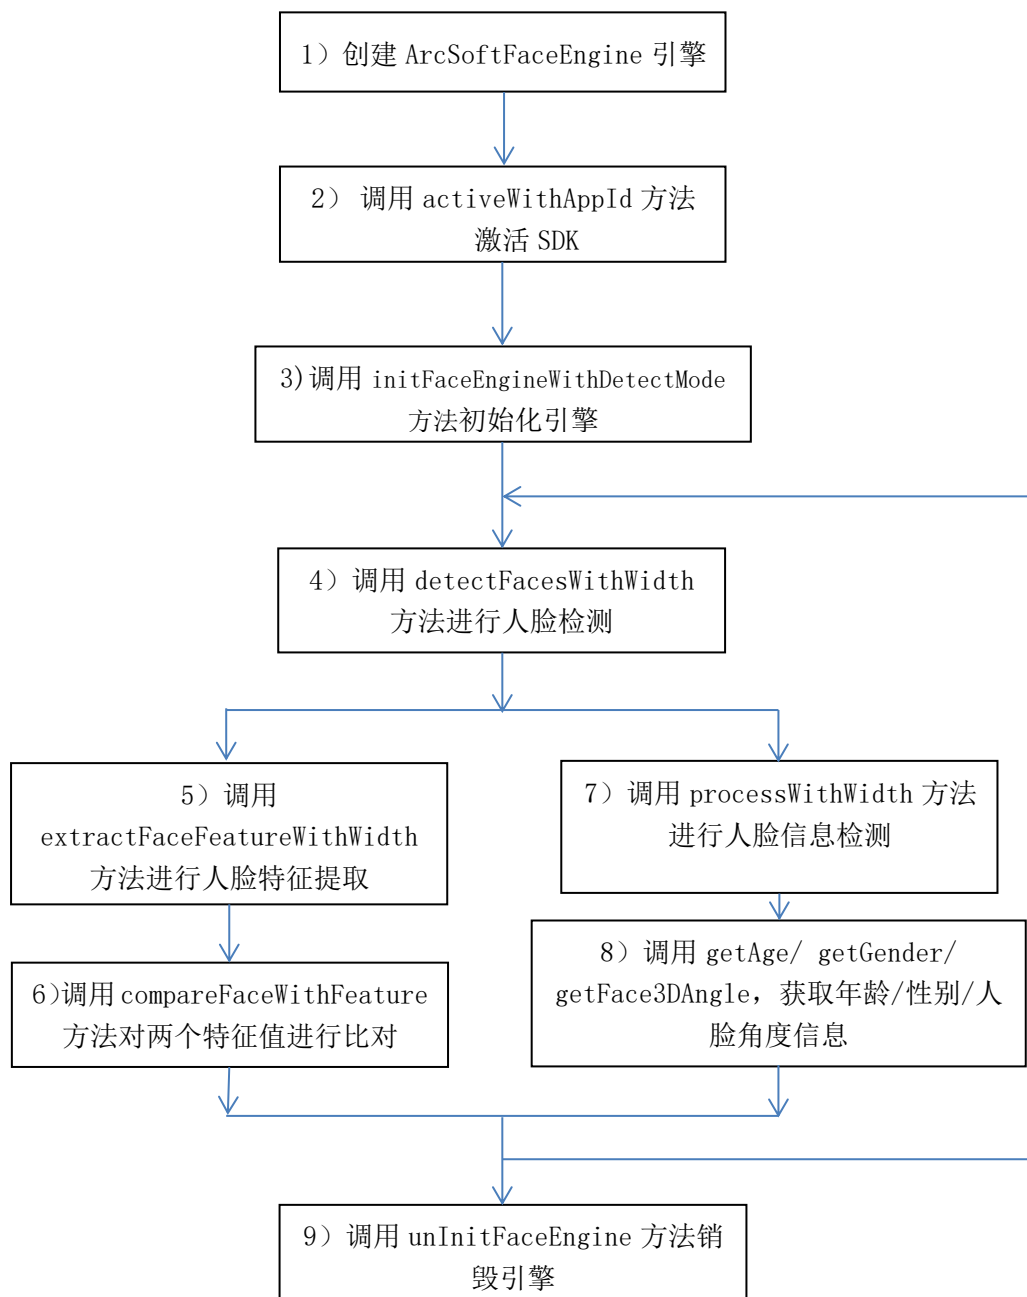 1）创建 ArcSoftFaceEngine 引擎
2） 调用 activeWithAppId 方法
激活 SDK
3)调用 initFaceEngineWithDetectMode
方法初始化引擎
4）调用 detectFacesWithWidth
方法进行人脸检测
5）调用
extractFaceFeatureWithWidth
方法进行人脸特征提取
6)调用 compareFaceWithFeature
方法对两个特征值进行比对
7）调用 processWithWidth 方法
进行人脸信息检测
8）调用 getAge/ getGender/
getFace3DAngle，获取年龄/性别/人
脸角度信息
9）调用 unInitFaceEngine 方法销
毁引擎